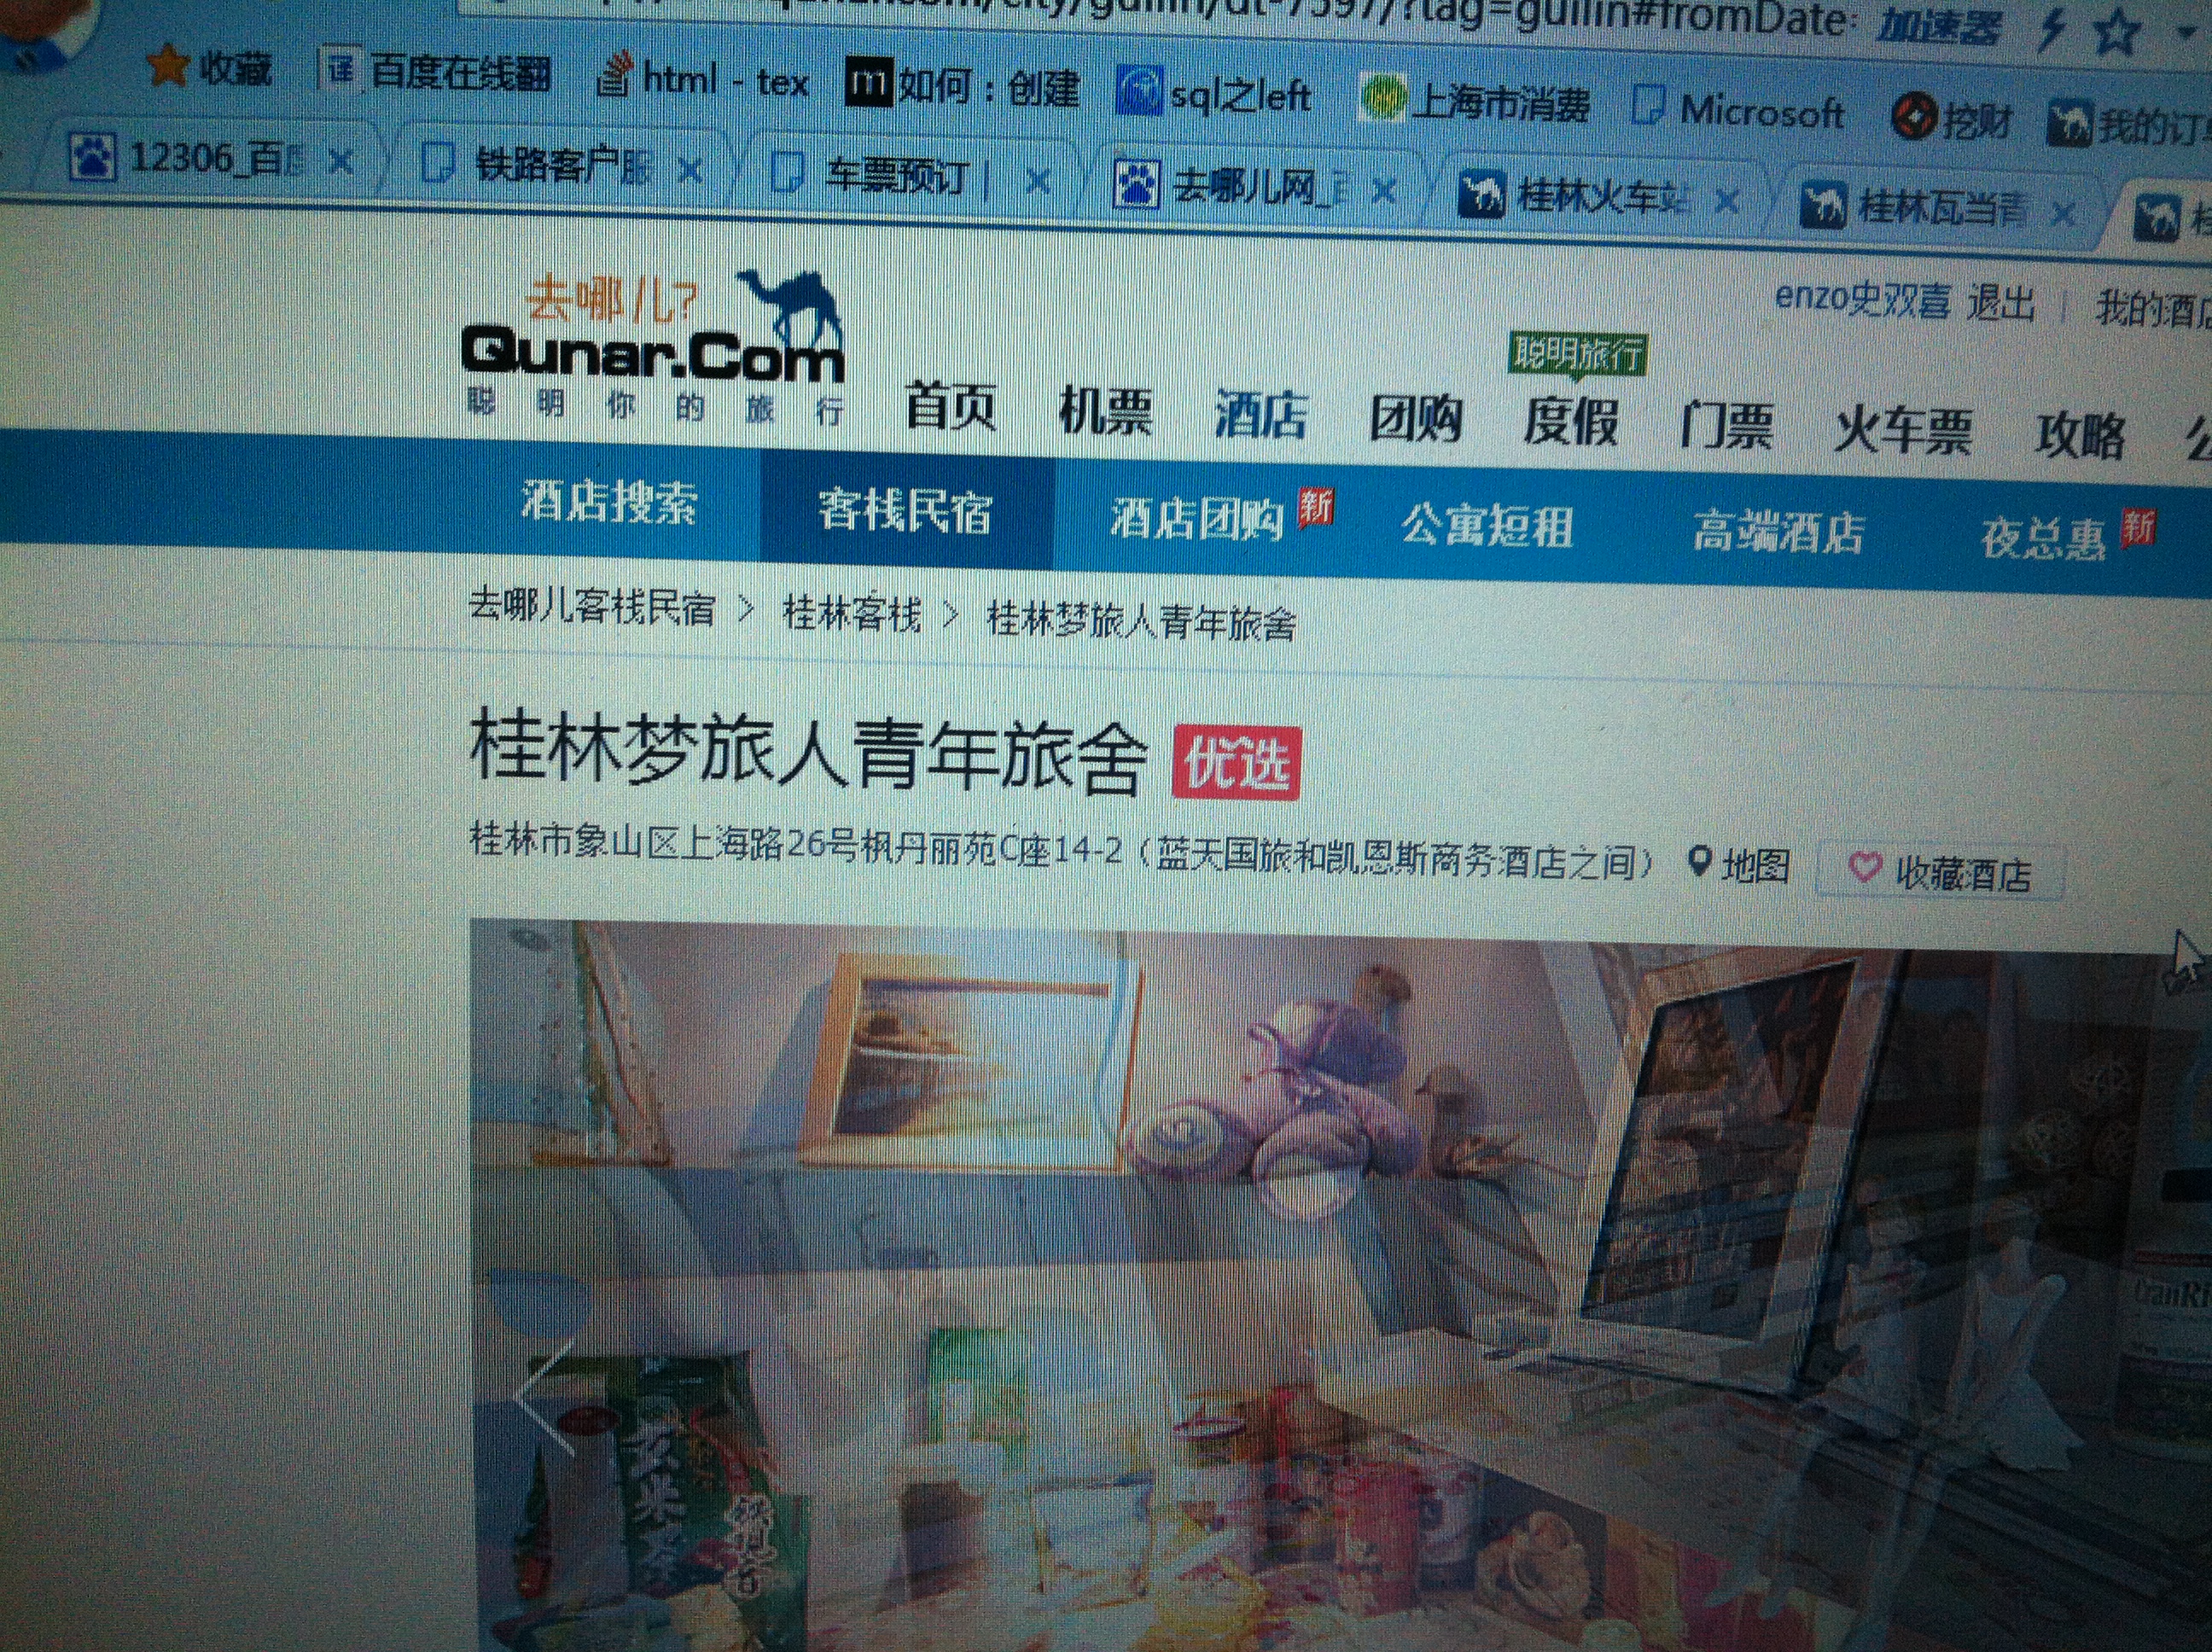 /city/guilin/dt-7597/?tag=guilin#fromDate: 加速器
收藏 百度在线翻 html - tex 如何：创建 sql之left 上海市消费 Microsoft 挖财 我的订
12306_百度 铁路客户服 车票预订 | 去哪儿网_百 桂林火车站 桂林瓦当青 桂
enzo史双喜 退出 | 我的酒店
去哪儿?
Qunar.Com
聪明你的旅行
聪明旅行
首页 机票 酒店 团购 度假 门票 火车票 攻略 公
酒店搜索 客栈民宿 酒店团购 新 公寓短租 高端酒店 夜总惠 新
去哪儿客栈民宿 > 桂林客栈 > 桂林梦旅人青年旅舍
桂林梦旅人青年旅舍 优选
桂林市象山区上海路26号枫丹丽苑C座14-2（蓝天国旅和凯恩斯商务酒店之间） 地图 收藏酒店
玄米茶